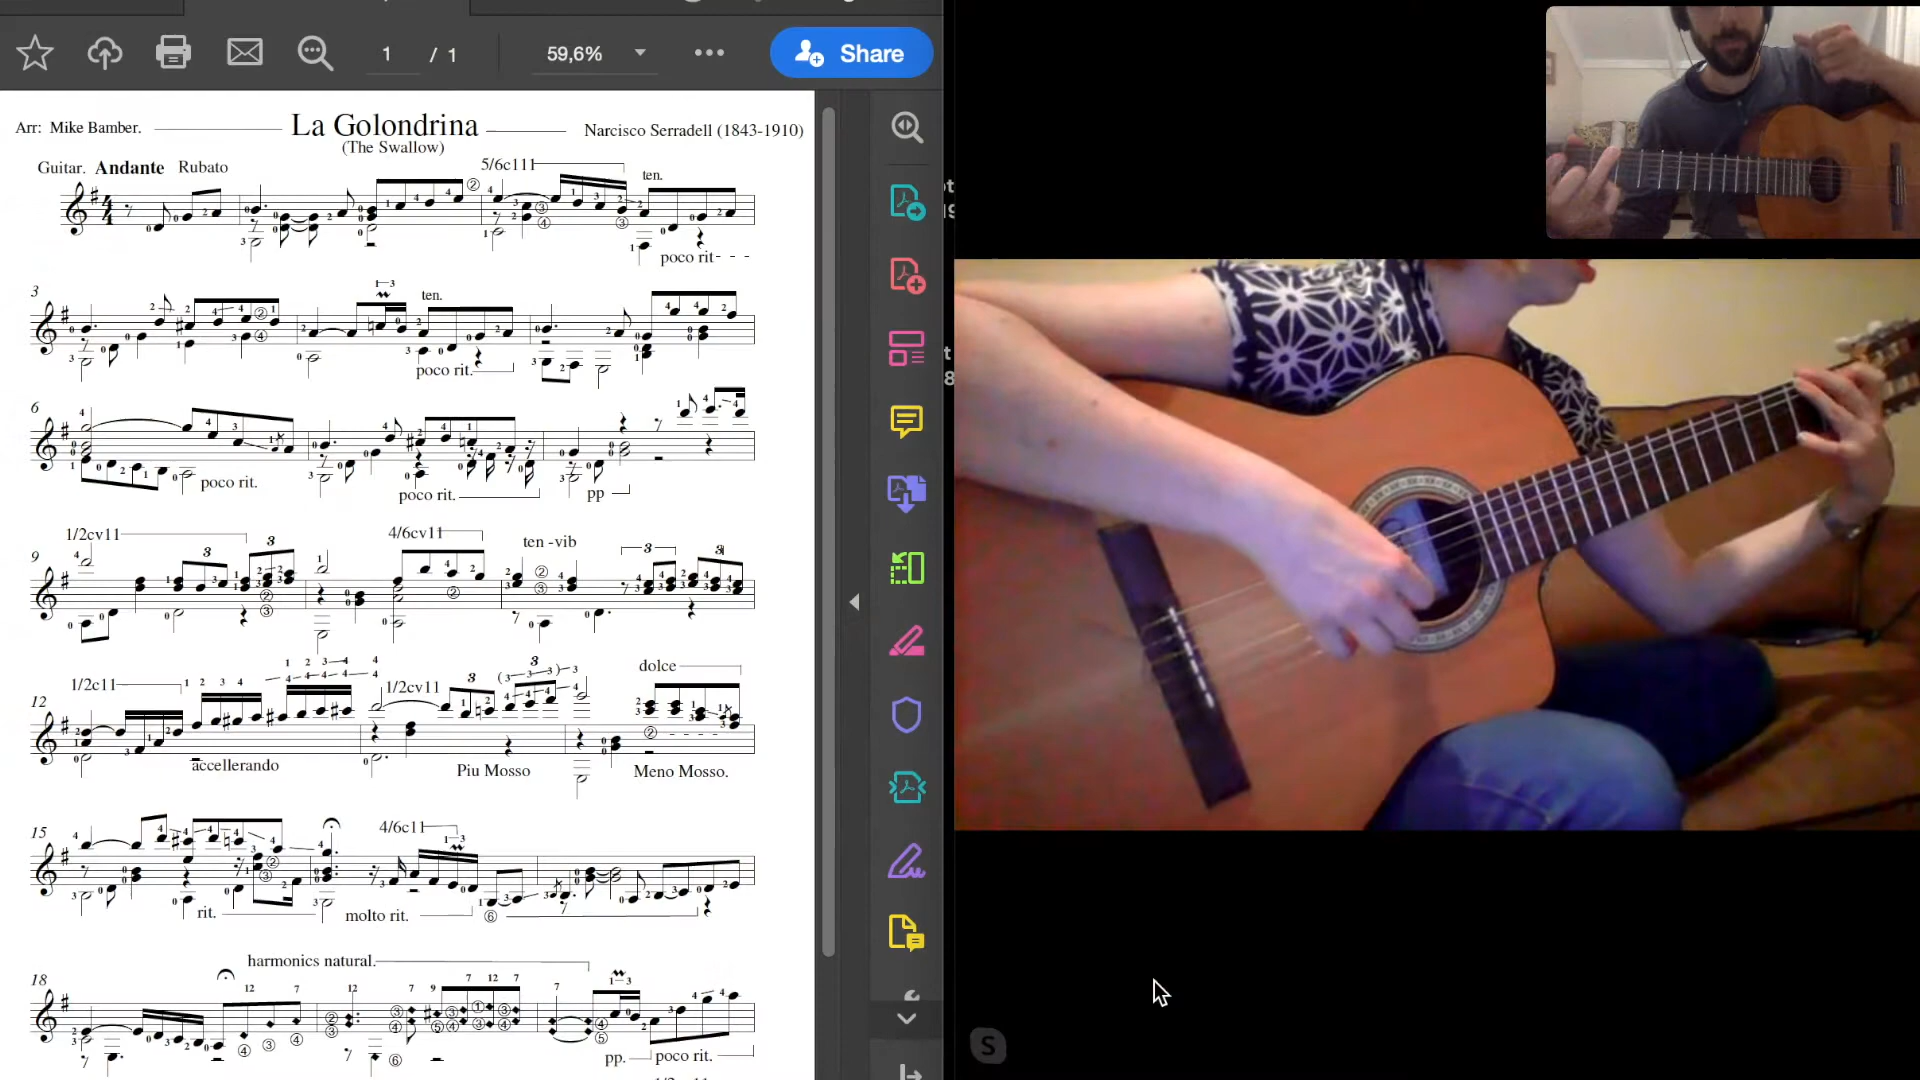 1 / 1
59,6%
Share
La Golondrina
Arr: Mike Bamber.
Narcisco Serradell (1843-1910)
(The Swallow)
Guitar. Andante Rubato
5/6c111
ten.
poco rit
3
ten.
poco rit.
6
poco rit.
poco rit.
pp
9
1/2cv11
4/6cv11
ten -vib
12
1/2c11
1/2cv11
dolce
accellerando
Piu Mosso
Meno Mosso.
15
4/6c11
rit.
molto rit.
18
harmonics natural.
pp.
poco rit.